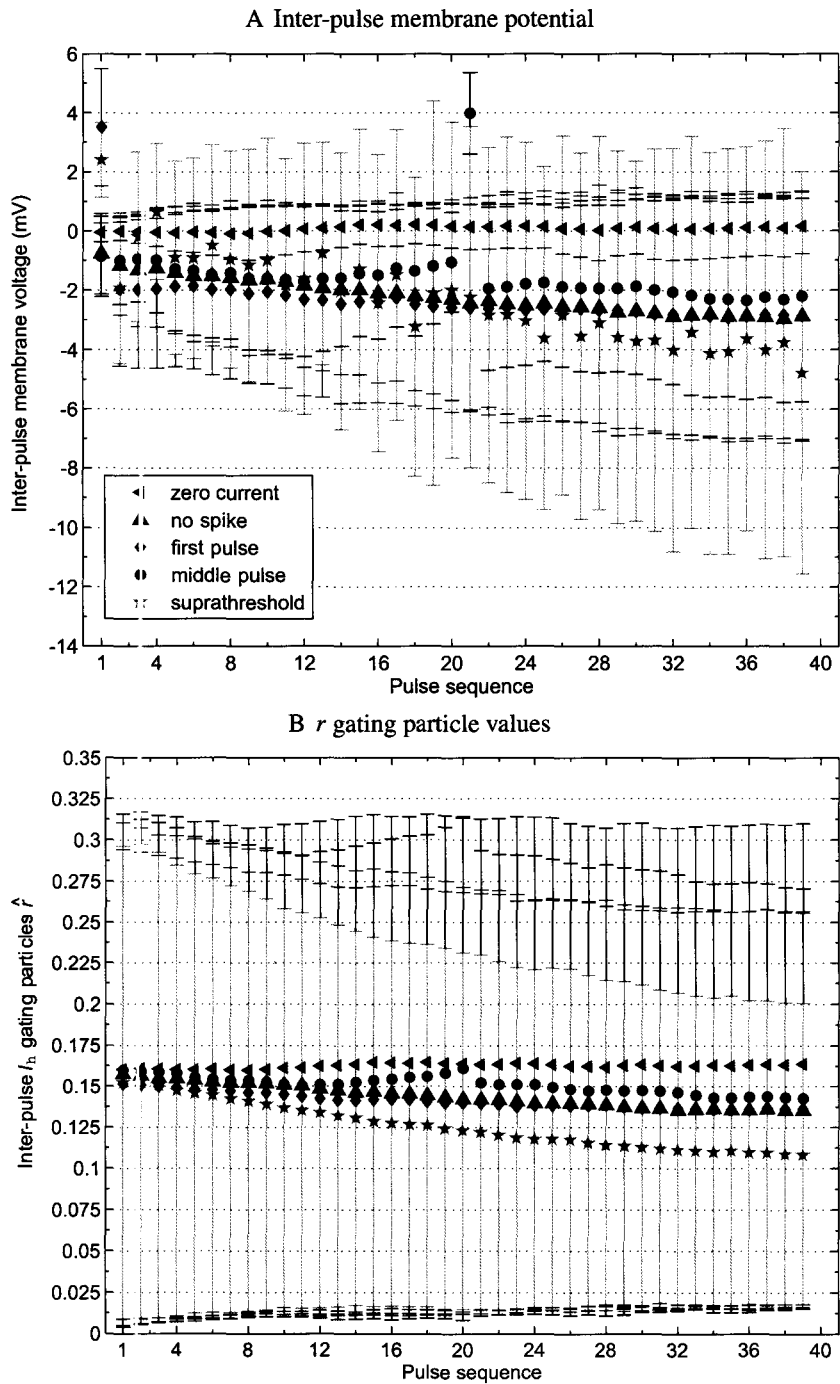 A Inter-pulse membrane potential
6
4
2
0
-2
-4
-6
-8
-10
-12
-14
Inter-pulse membrane voltage (mV)
zero current
no spike
first pulse
middle pulse
suprathreshold
1 4 8 12 16 20 24 28 32 36 40
Pulse sequence
B r gating particle values
0.35
0.325
0.3
0.275
0.25
0.225
0.2
0.175
0.15
0.125
0.1
0.075
0.05
0.025
0
Inter-pulse Ih gating particles r̂
1 4 8 12 16 20 24 28 32 36 40
Pulse sequence